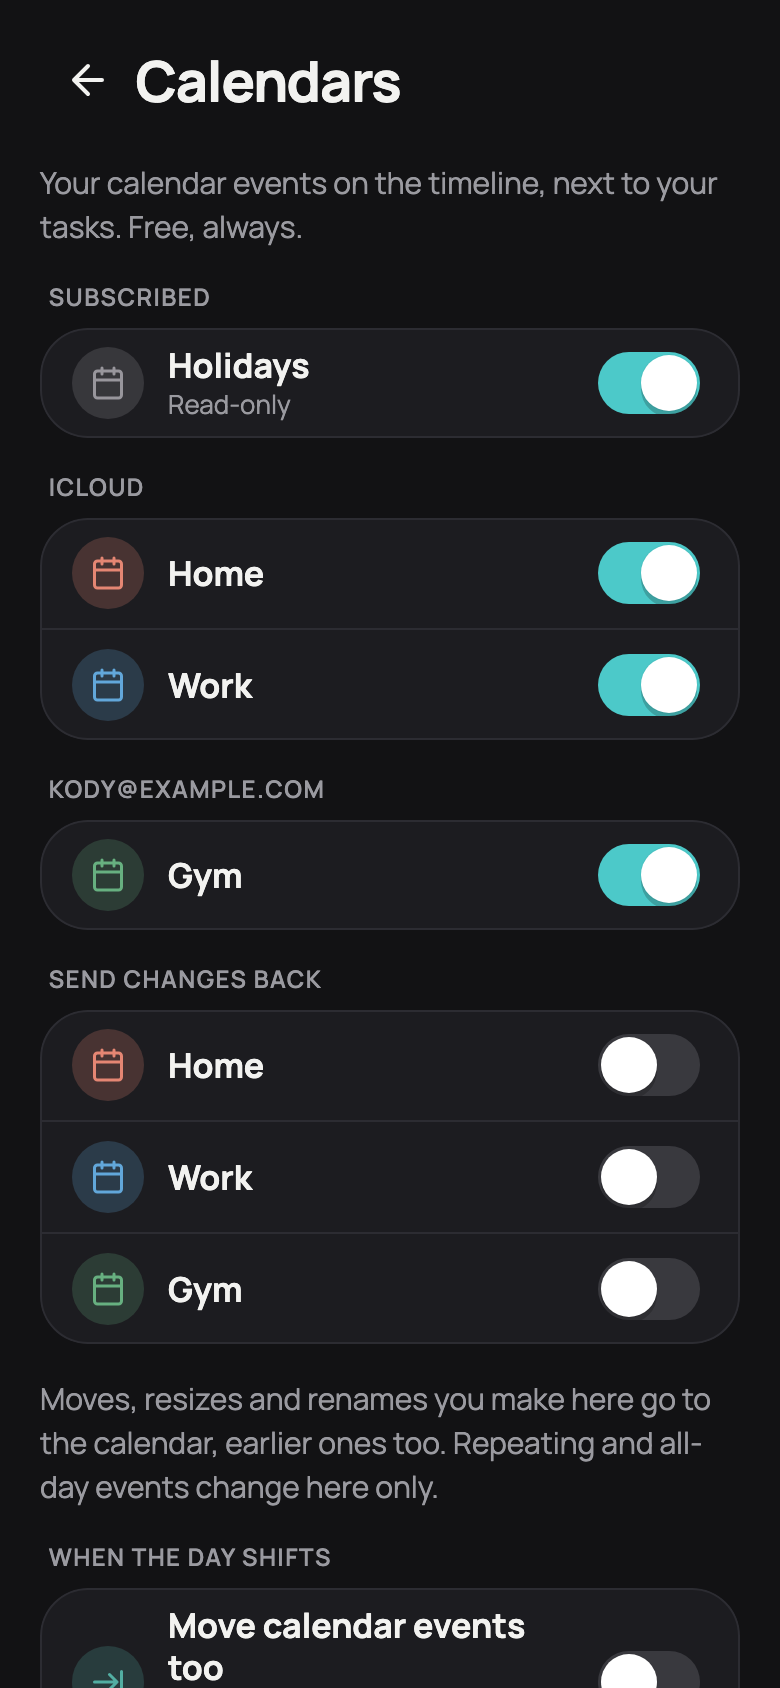 Calendars
Your calendar events on the timeline, next to your
tasks. Free, always.
SUBSCRIBED
Holidays
Read-only
ICLOUD
Home
Work
KODY@EXAMPLE.COM
Gym
SEND CHANGES BACK
Home
Work
Gym
Moves, resizes and renames you make here go to
the calendar, earlier ones too. Repeating and all-
day events change here only.
WHEN THE DAY SHIFTS
Move calendar events
too